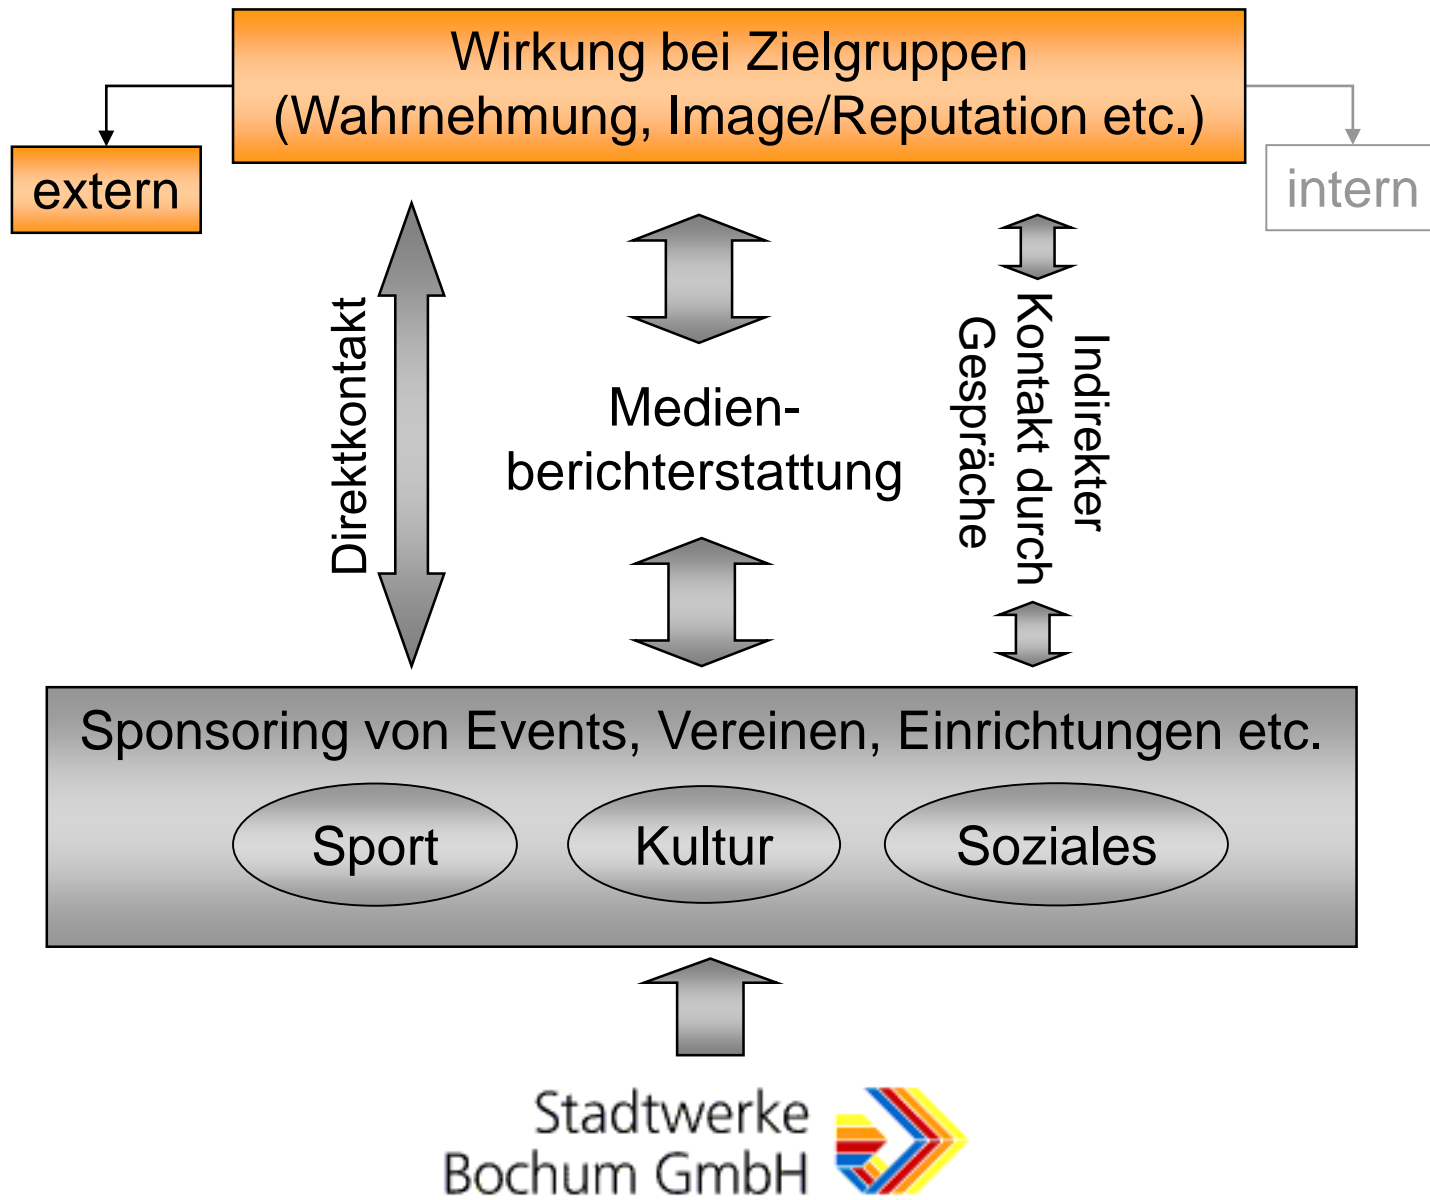 Wirkung bei Zielgruppen
(Wahrnehmung, Image/Reputation etc.)
extern
intern
Direktkontakt
Medien-
berichterstattung
Indirekter
Kontakt durch
Gespräche
Sponsoring von Events, Vereinen, Einrichtungen etc.
Sport
Kultur
Soziales
Stadtwerke
Bochum GmbH